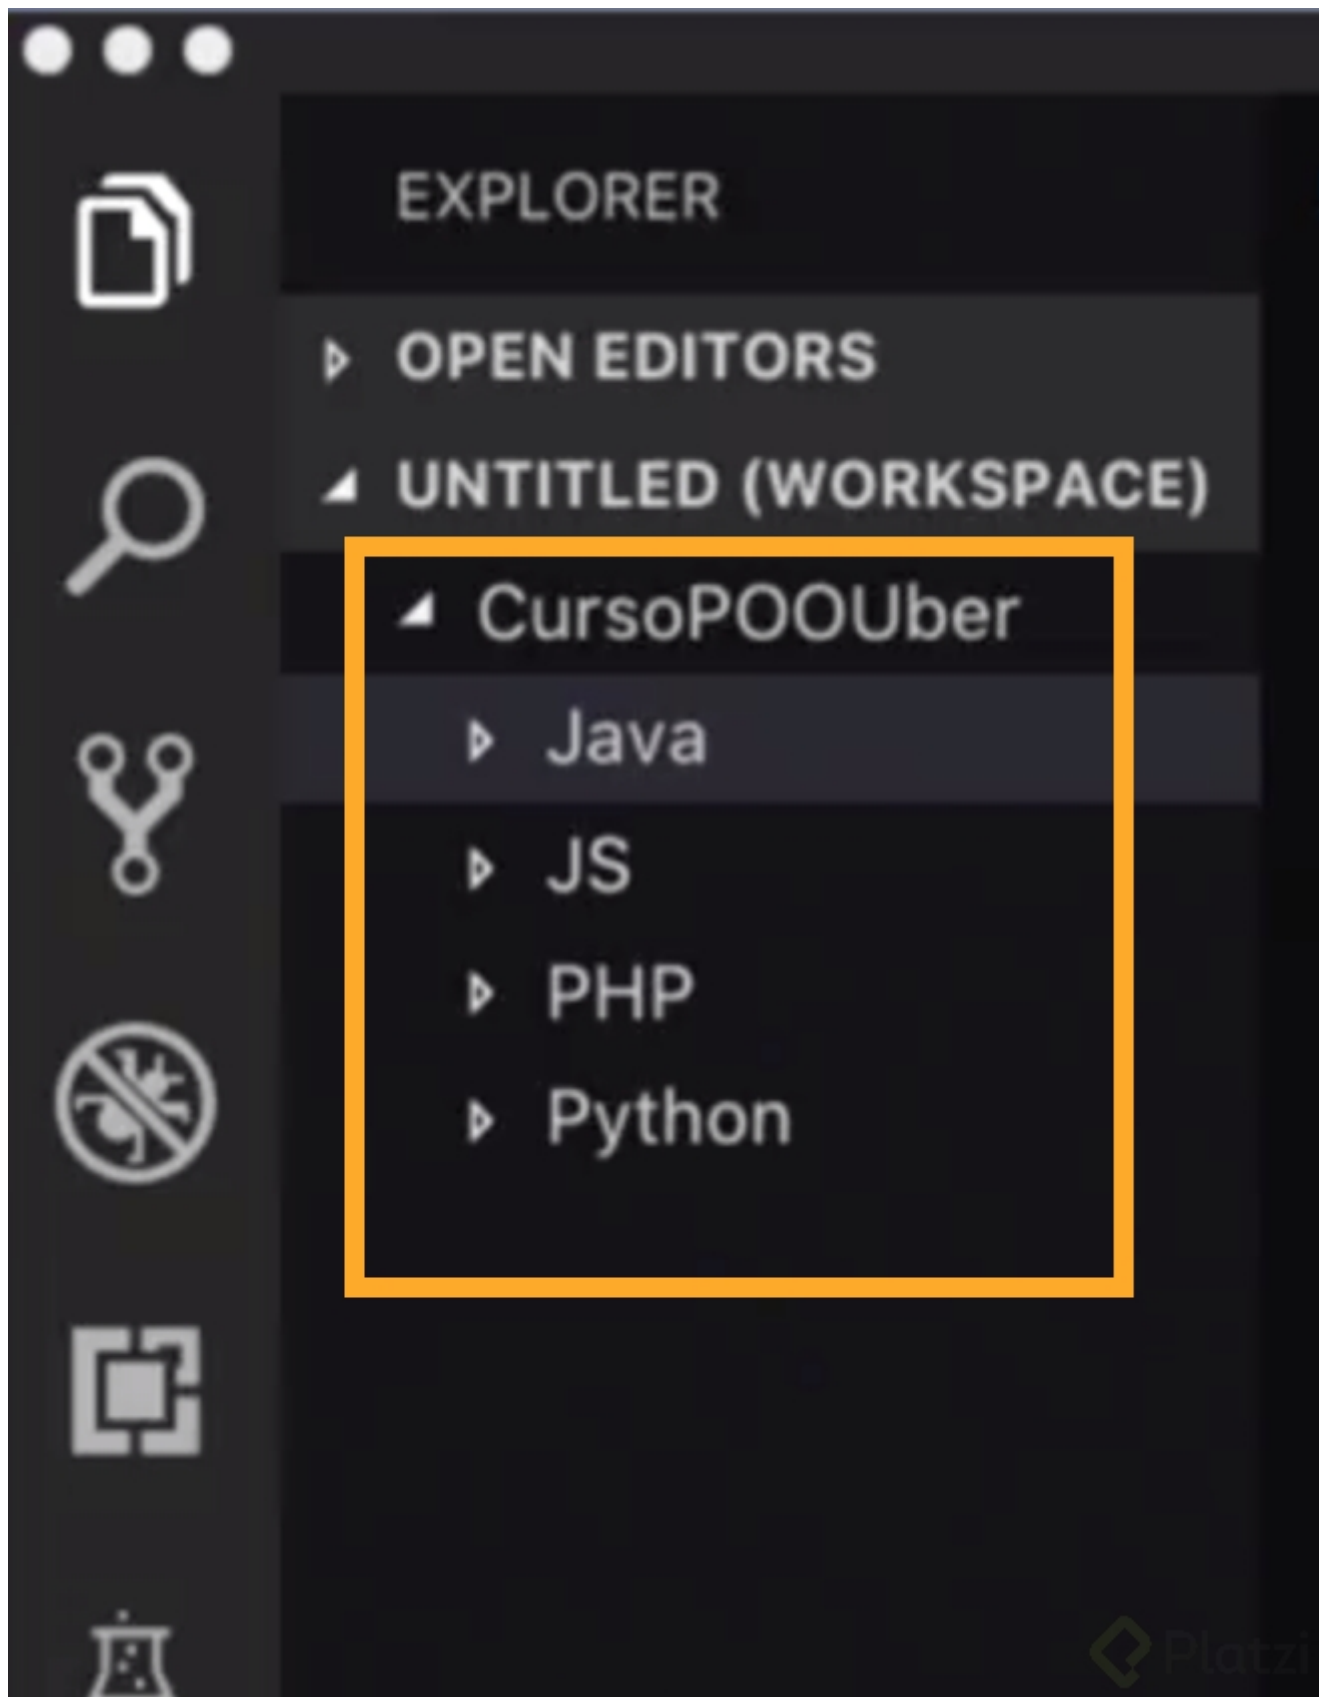 EXPLORER
OPEN EDITORS
UNTITLED (WORKSPACE)
CursoPOOUber
Java
JS
PHP
Python
Platzi